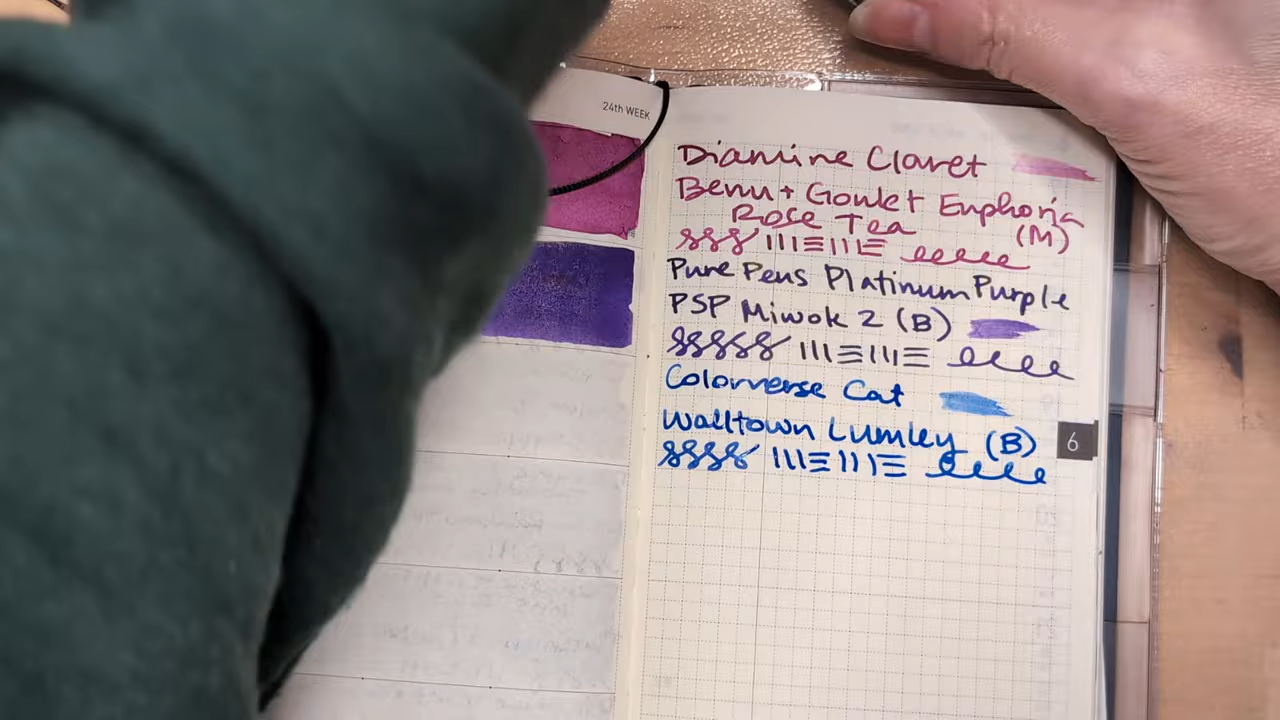 24th WEEK
Diamine Claret
Benu + Goulet Euphoria
Rose Tea (M)
Pure Pens Platinum Purple
PSP Miwok 2 (B)
Colorverse Cat
Walltown Lumley (B)
6